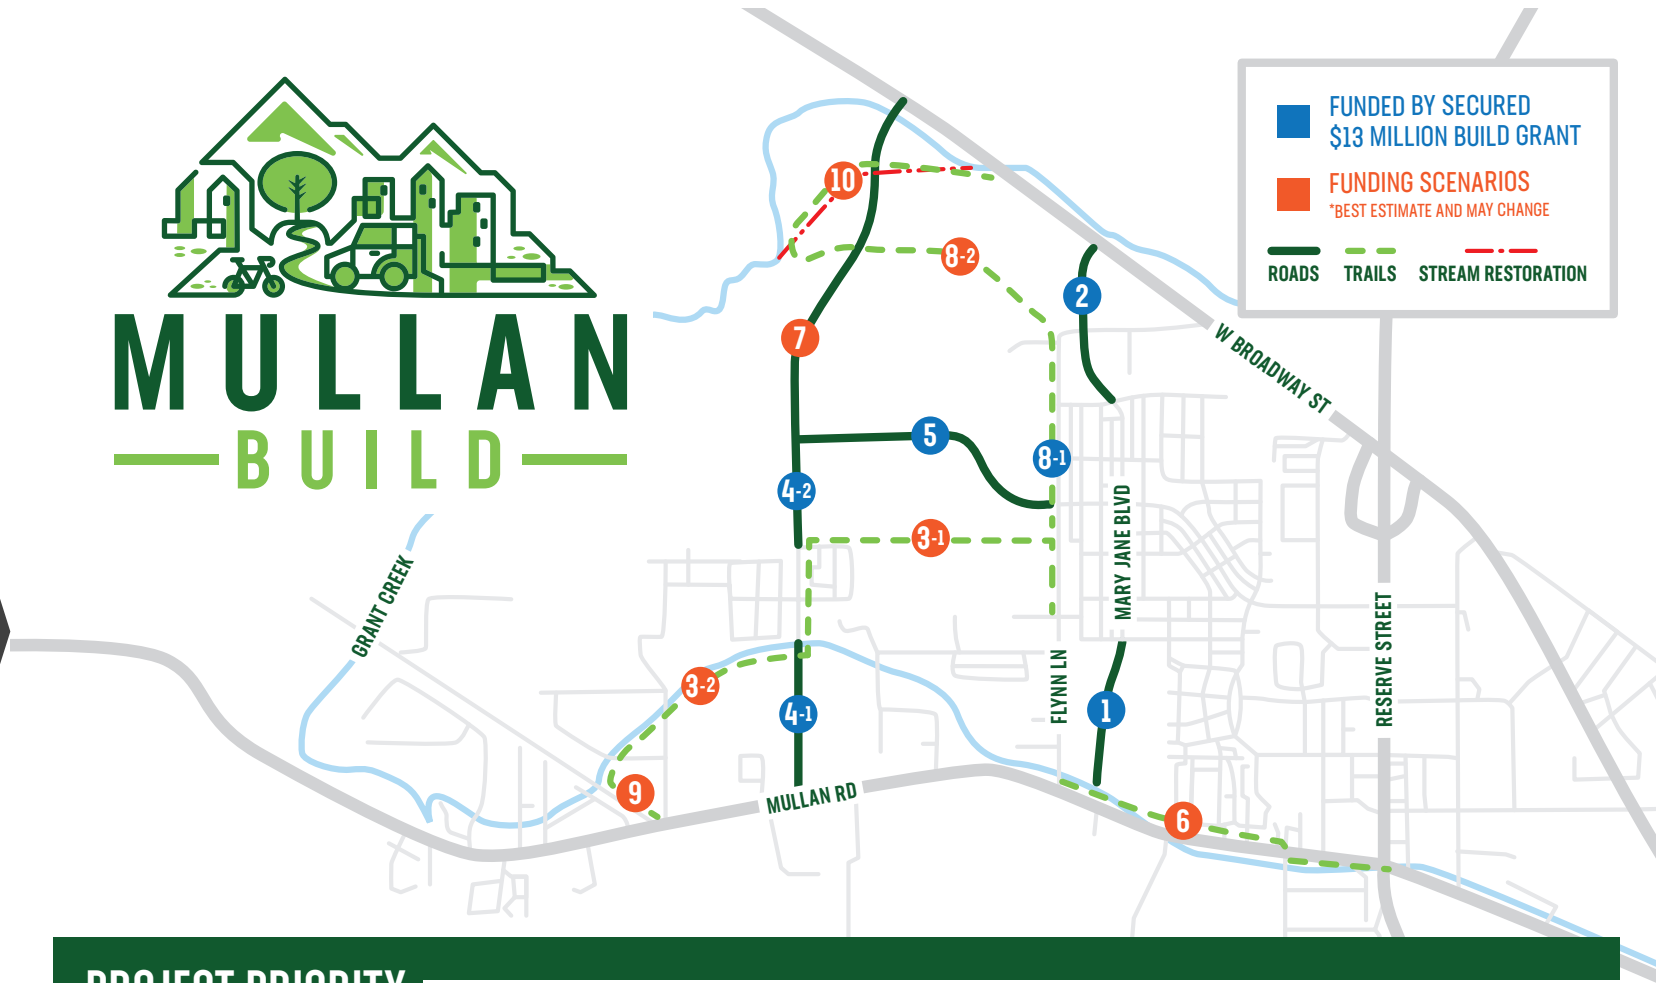 MULLAN
BUILD
FUNDED BY SECURED
$13 MILLION BUILD GRANT
FUNDING SCENARIOS
*BEST ESTIMATE AND MAY CHANGE
ROADS
TRAILS
STREAM RESTORATION
10
8-2
2
7
W BROADWAY ST
5
8-1
4-2
3-1
MARY JANE BLVD
GRANT CREEK
RESERVE STREET
FLYNN LN
3-2
4-1
1
9
MULLAN RD
6
PROJECT PRIORITY